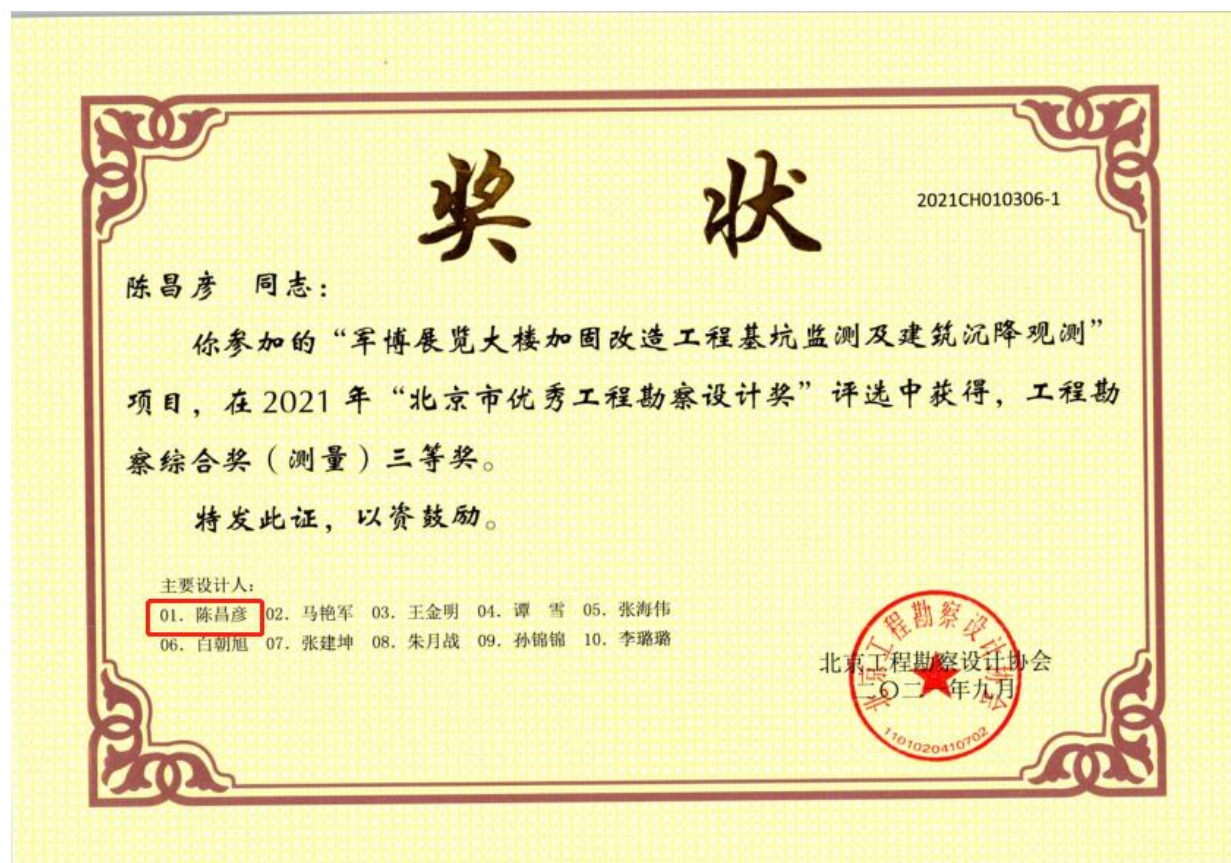 奖 状
2021CH010306-1
陈昌彦 同志：
你参加的“军博展览大楼加固改造工程基坑监测及建筑沉降观测”
项目，在 2021 年“北京市优秀工程勘察设计奖”评选中获得，工程勘
察综合奖（测量）三等奖。
特发此证，以资鼓励。
主要设计人：
01. 陈昌彦 02. 马艳军 03. 王金明 04. 谭 雪 05. 张海伟
06. 白朝旭 07. 张建坤 08. 朱月战 09. 孙锦锦 10. 李璐璐
北京工程勘察设计协会
二〇二 年九月
北京工程勘察设计协会
1101020410702